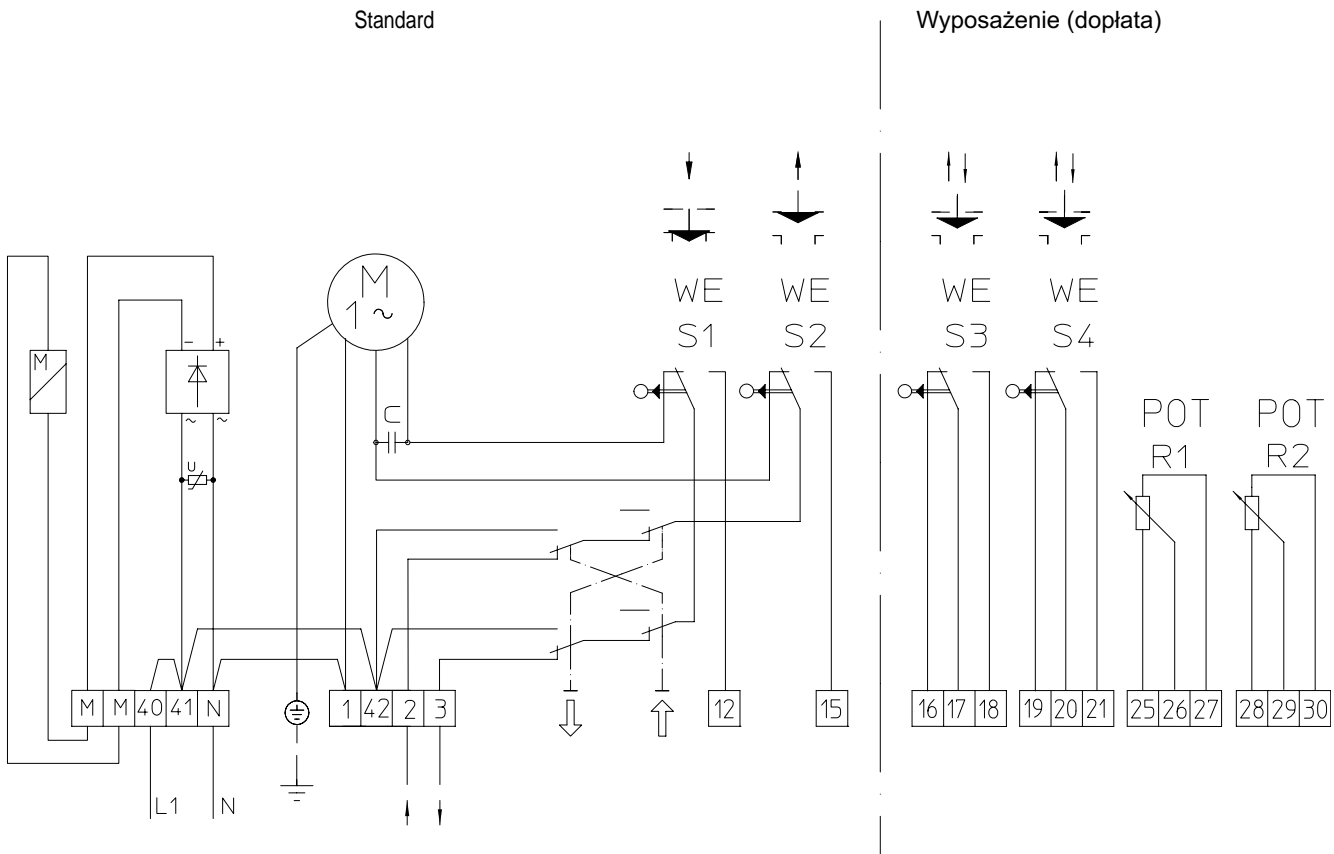 Standard
Wyposażenie (dopłata)
M
1 ~
WE
S1
WE
S2
WE
S3
WE
S4
M
- +
~ ~
C
U
POT
R1
POT
R2
M M 40 41 N
1 42 2 3
12
15
16 17 18
19 20 21
25 26 27
28 29 30
L1 N